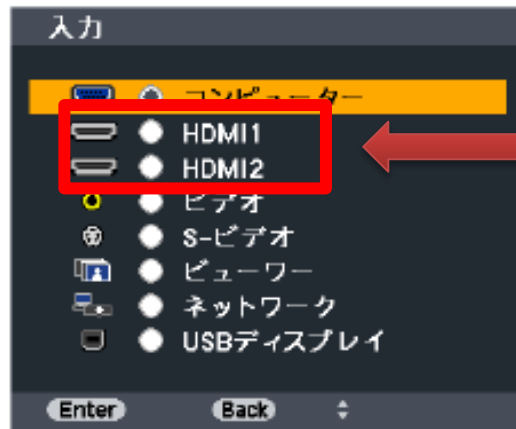 入力
コンピューター
HDMI1
HDMI2
ビデオ
S-ビデオ
ビューワー
ネットワーク
USBディスプレイ
Enter Back